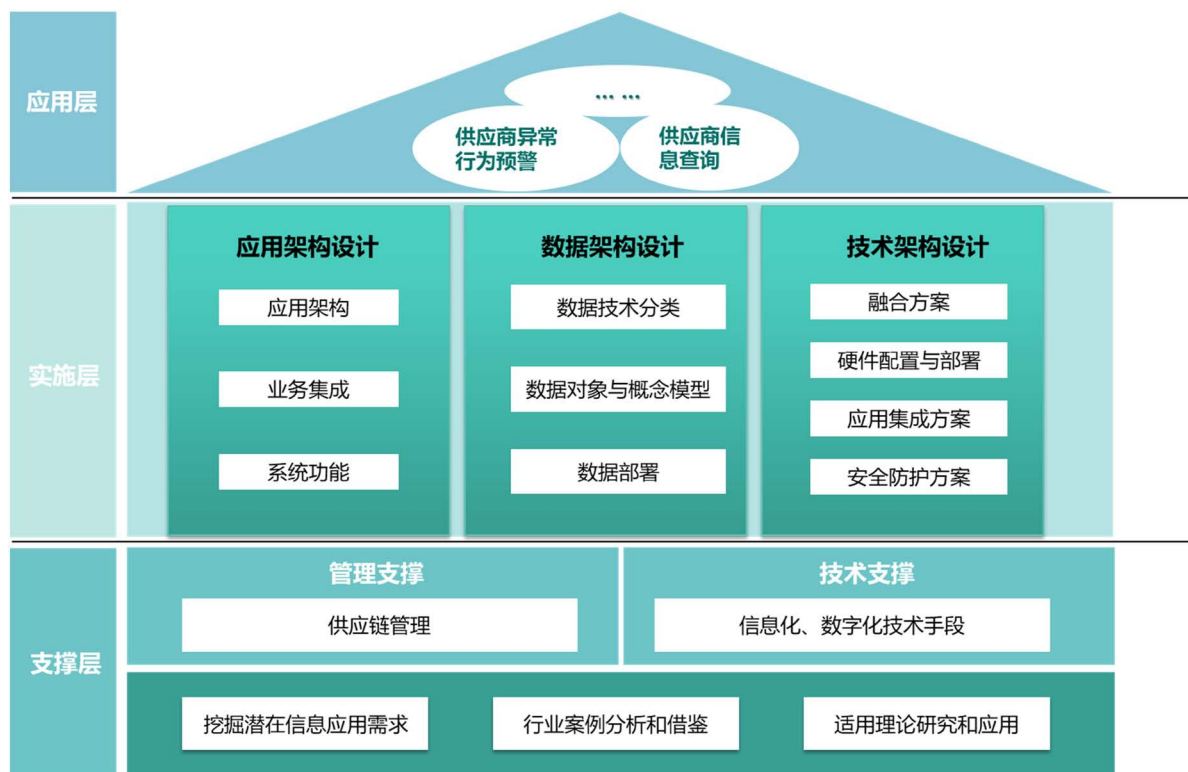 应用层
... ...
供应商异常
行为预警
供应商信
息查询
实施层
应用架构设计
应用架构
业务集成
系统功能
数据架构设计
数据技术分类
数据对象与概念模型
数据部署
技术架构设计
融合方案
硬件配置与部署
应用集成方案
安全防护方案
支撑层
管理支撑
供应链管理
技术支撑
信息化、数字化技术手段
挖掘潜在信息应用需求
行业案例分析和借鉴
适用理论研究和应用